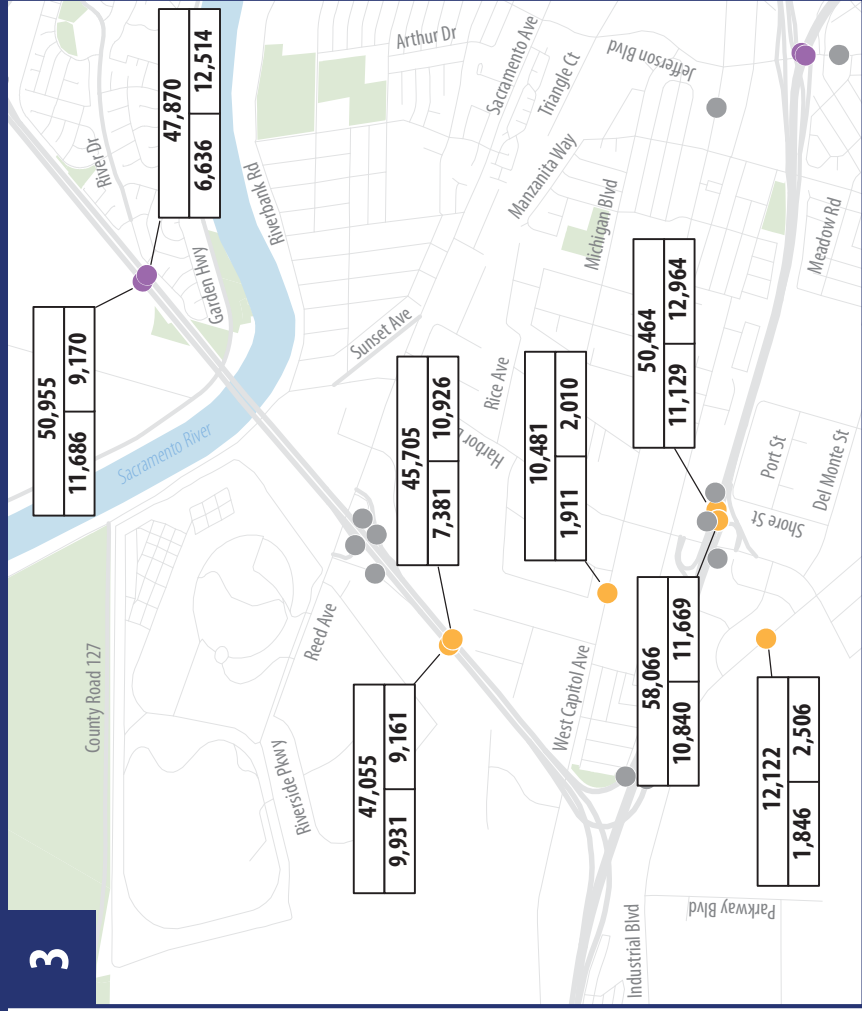 3
County Road 127
Sacramento River
50,955
11,686 9,170
47,870
6,636 12,514
River Dr
Garden Hwy
Riverbank Rd
Arthur Dr
Sacramento Ave
Triangle Ct
Jefferson Blvd
Manzanita Way
Michigan Blvd
Sunset Ave
Rice Ave
Harbor
Reed Ave
Riverside Pkwy
47,055
9,931 9,161
45,705
7,381 10,926
10,481
1,911 2,010
50,464
11,129 12,964
58,066
10,840 11,669
12,122
1,846 2,506
West Capitol Ave
Industrial Blvd
Parkway Blvd
Meadow Rd
Port St
Shore St
Del Monte St